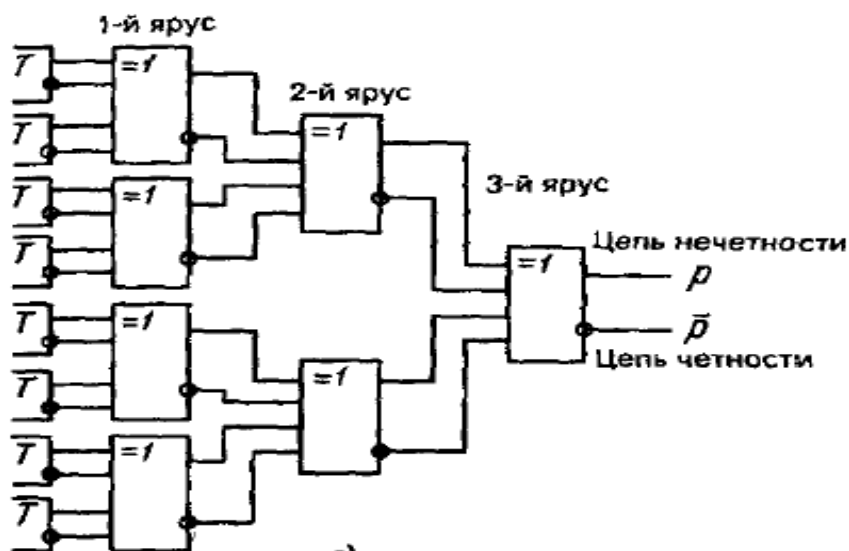 1-й ярус
T
=1
2-й ярус
T
=1
T
=1
3-й ярус
T
=1
Цепь нечетности
p
T
=1
p̄
Цепь четности
T
=1
T
=1
T